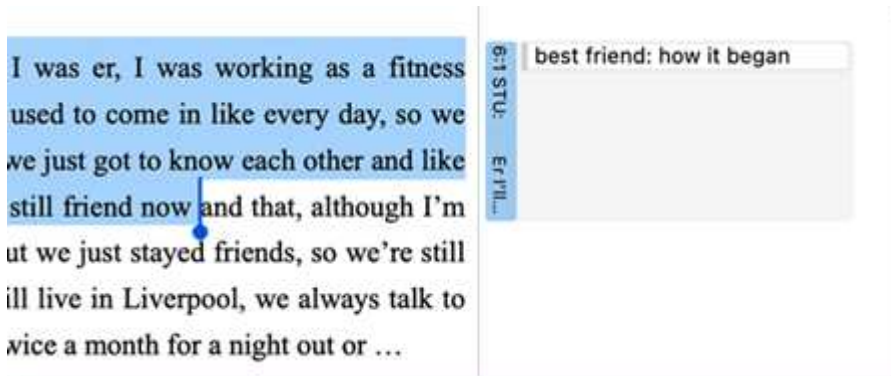 I was er, I was working as a fitness
used to come in like every day, so we
we just got to know each other and like
still friend now and that, although I'm
ut we just stayed friends, so we're still
ill live in Liverpool, we always talk to
wice a month for a night out or …
best friend: how it began
6:1 STU: Er I'll...